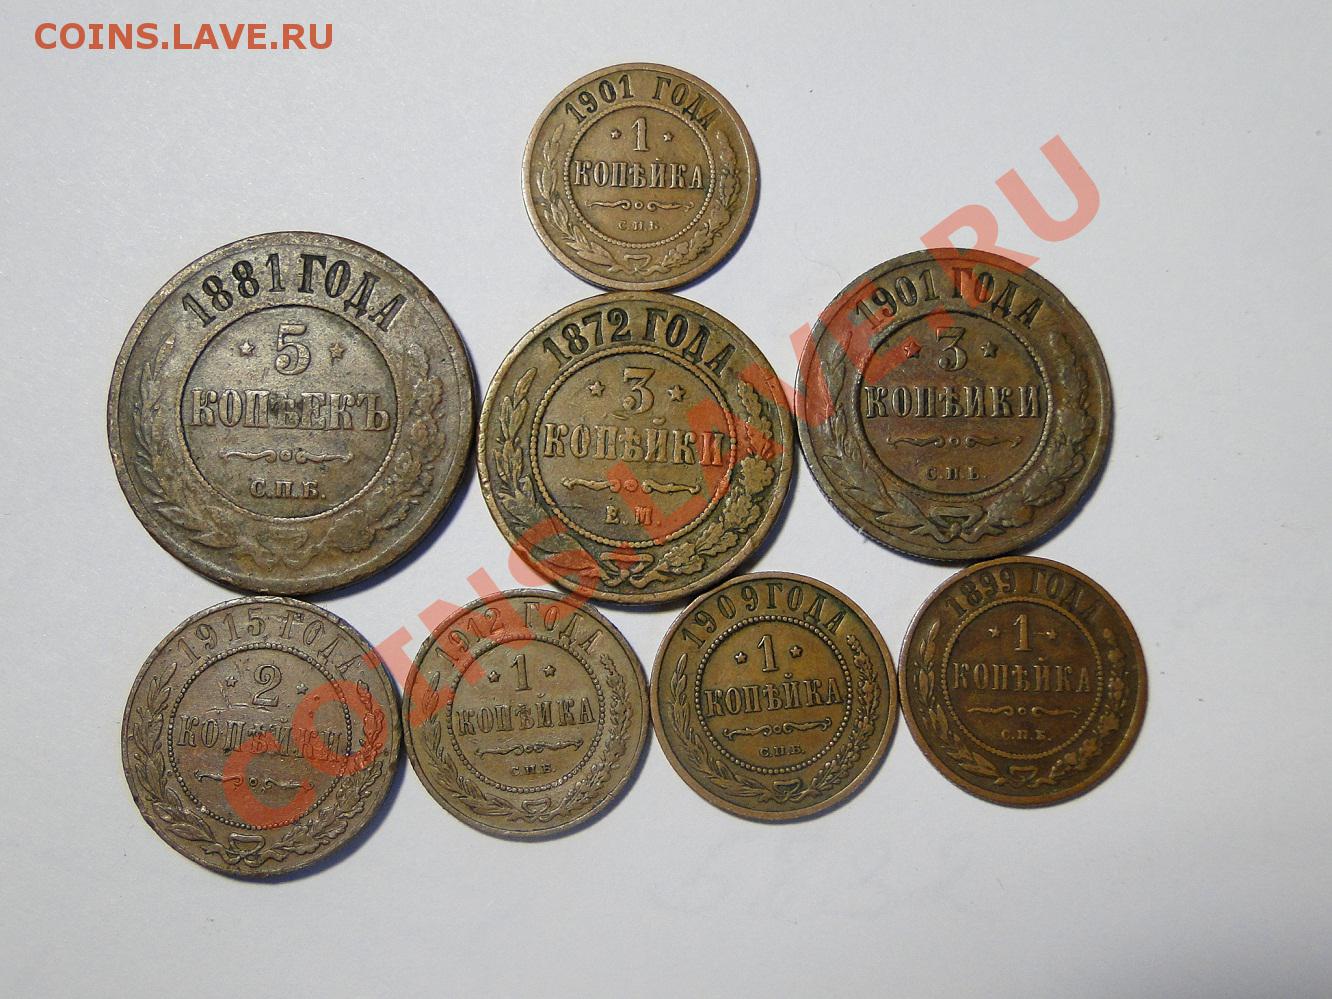 COINS.LAVE.RU
1901 ГОДА
1
КОПѢЙКА
С.П.Б.
1881 ГОДА
5
КОПѢЕКЪ
С.П.Б.
1872 ГОДА
3
КОПѢЙКИ
Е.М.
1901 ГОДА
3
КОПѢЙКИ
С.П.Б.
1915 ГОДА
2
КОПѢЙКИ
1912 ГОДА
1
КОПѢЙКА
С.П.Б.
1909 ГОДА
1
КОПѢЙКА
С.П.Б.
1899 ГОДА
1
КОПѢЙКА
С.П.Б.
COINS.LAVE.RU